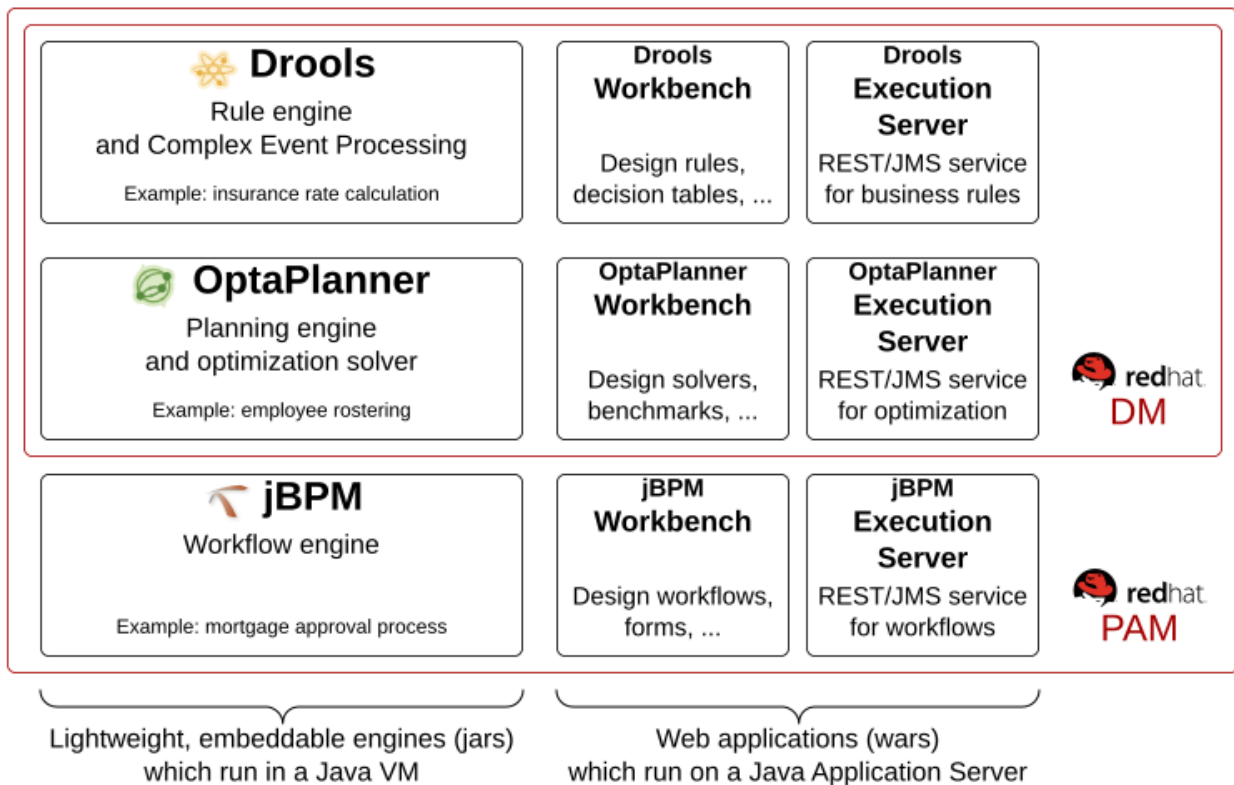 Drools
Rule engine
and Complex Event Processing
Example: insurance rate calculation
Drools
Workbench
Design rules,
decision tables, ...
Drools
Execution
Server
REST/JMS service
for business rules
OptaPlanner
Planning engine
and optimization solver
Example: employee rostering
OptaPlanner
Workbench
Design solvers,
benchmarks, ...
OptaPlanner
Execution
Server
REST/JMS service
for optimization
redhat.
DM
jBPM
Workflow engine
Example: mortgage approval process
jBPM
Workbench
Design workflows,
forms, ...
jBPM
Execution
Server
REST/JMS service
for workflows
redhat.
PAM
Lightweight, embeddable engines (jars)
which run in a Java VM
Web applications (wars)
which run on a Java Application Server